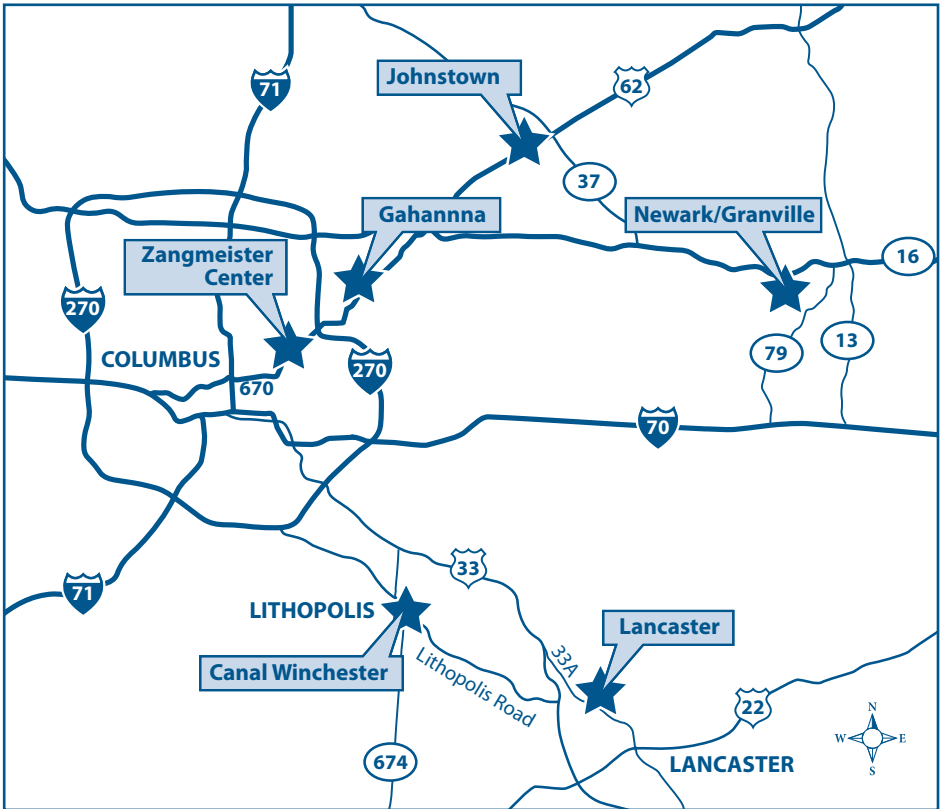 71
Johnstown
62
37
Gahannna
Newark/Granville
Zangmeister
Center
16
270
COLUMBUS
670
270
79
13
70
33
71
LITHOPOLIS
Lancaster
33A
Canal Winchester
Lithopolis Road
22
N
W
E
S
674
LANCASTER